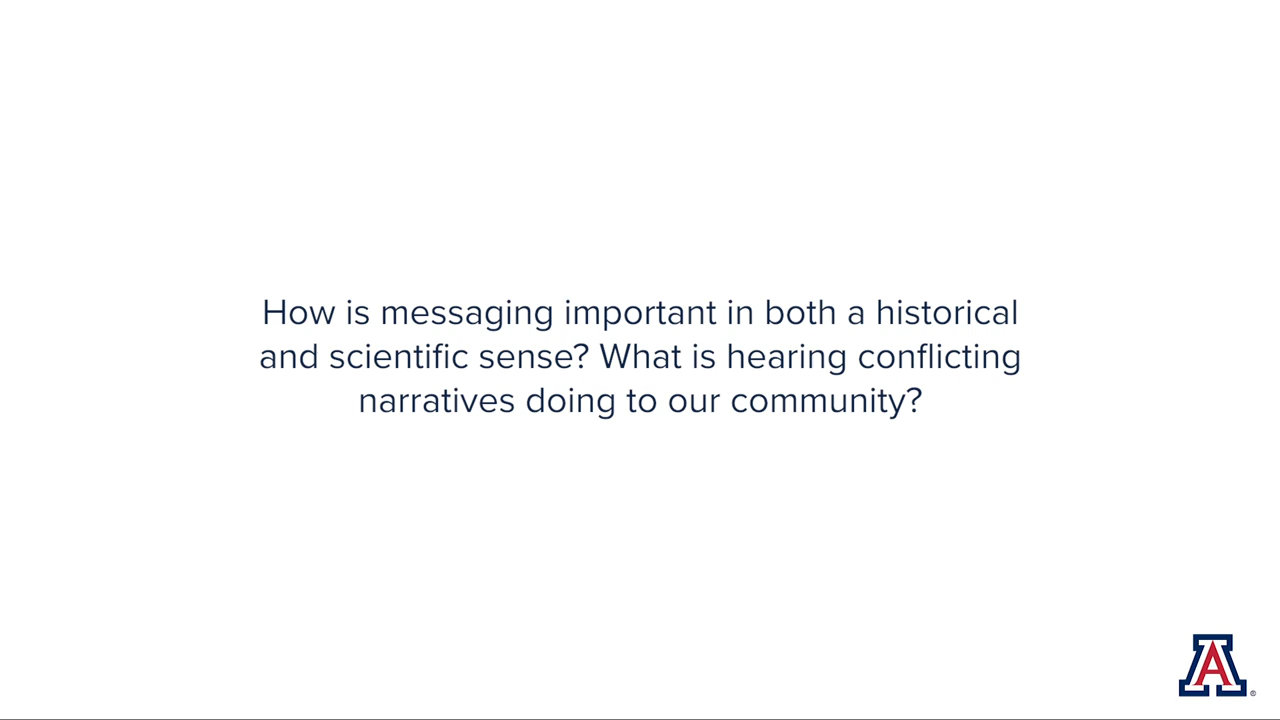 How is messaging important in both a historical
and scientific sense? What is hearing conflicting
narratives doing to our community?
A
®